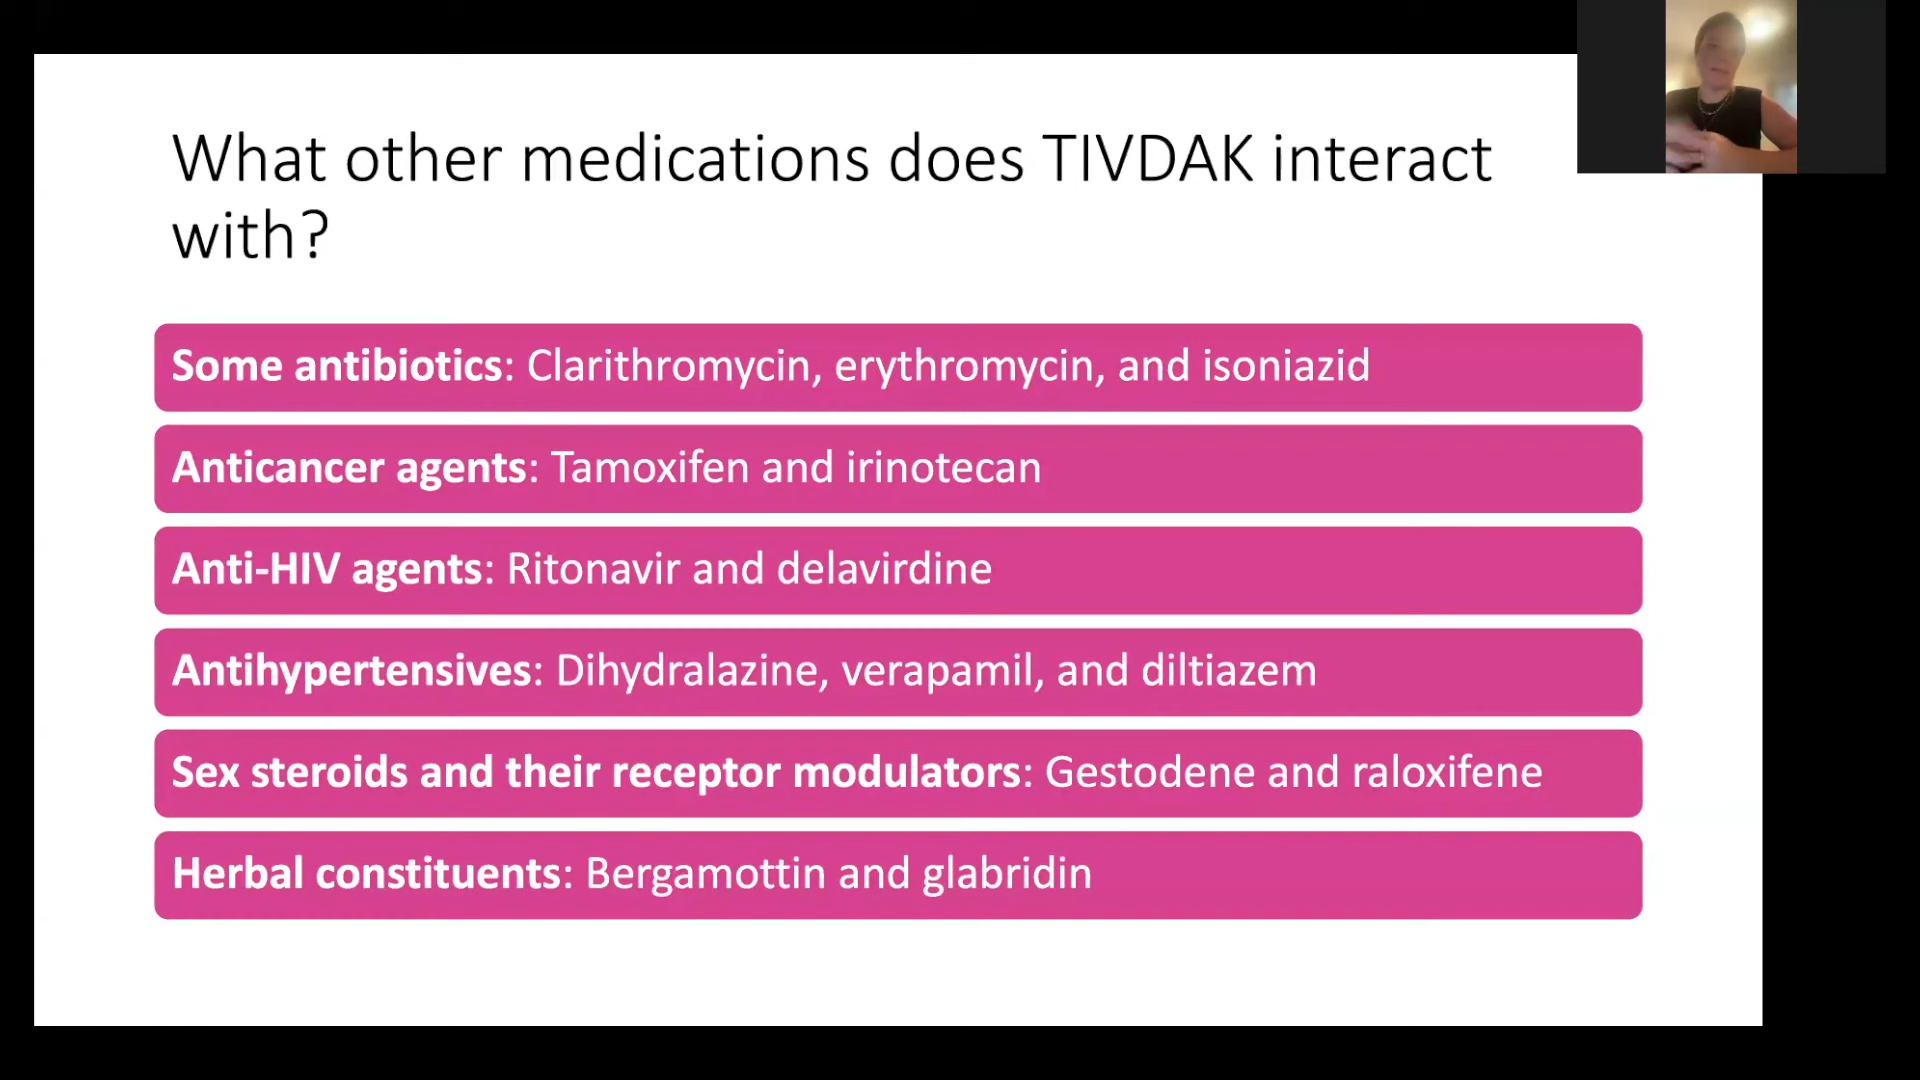 What other medications does TIVDAK interact
with?
Some antibiotics: Clarithromycin, erythromycin, and isoniazid
Anticancer agents: Tamoxifen and irinotecan
Anti-HIV agents: Ritonavir and delavirdine
Antihypertensives: Dihydralazine, verapamil, and diltiazem
Sex steroids and their receptor modulators: Gestodene and raloxifene
Herbal constituents: Bergamottin and glabridin